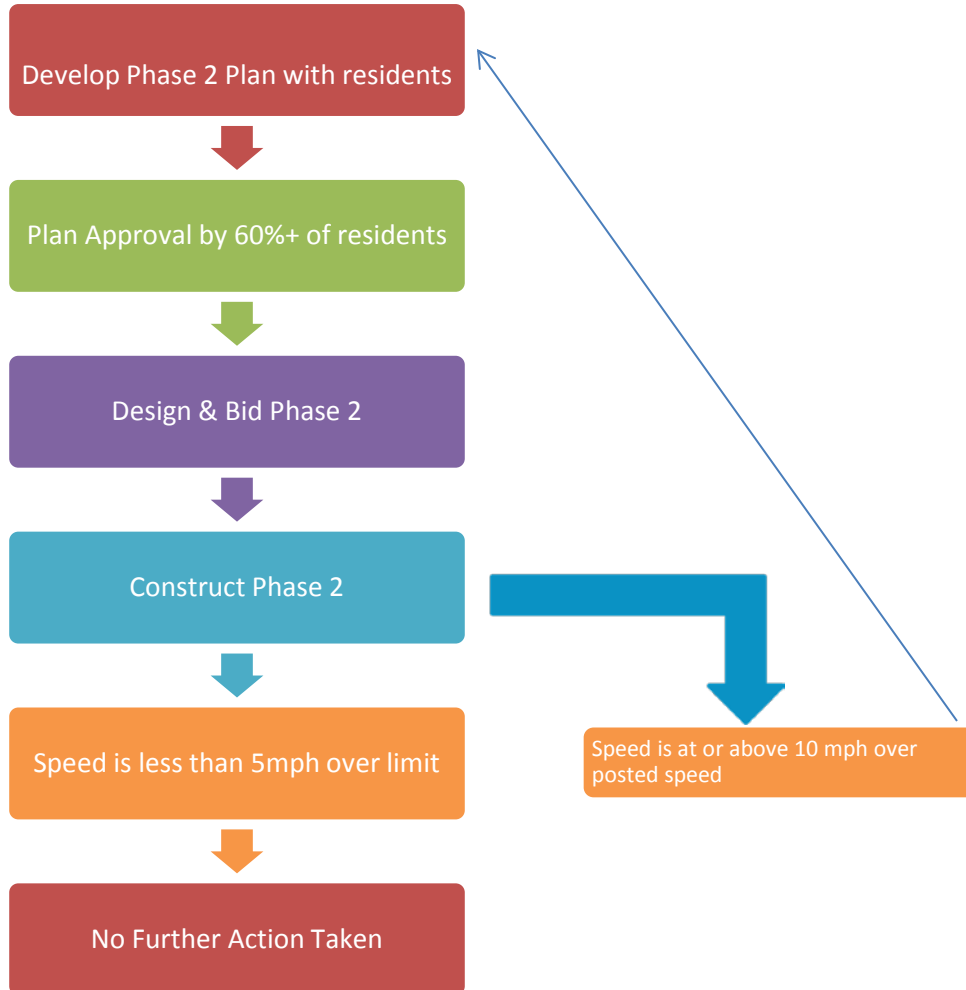 Develop Phase 2 Plan with residents
Plan Approval by 60%+ of residents
Design & Bid Phase 2
Construct Phase 2
Speed is less than 5mph over limit
Speed is at or above 10 mph over
posted speed
No Further Action Taken